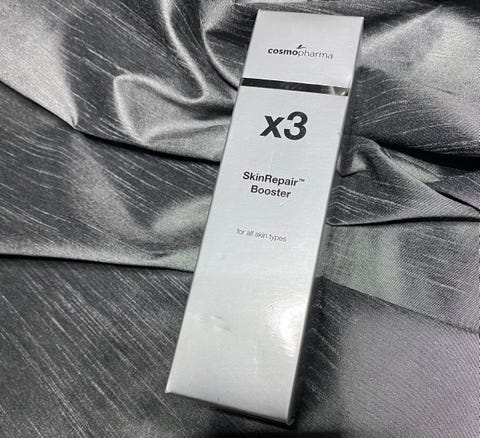 cosmopharma
x3
SkinRepair™
Booster
for all skin types